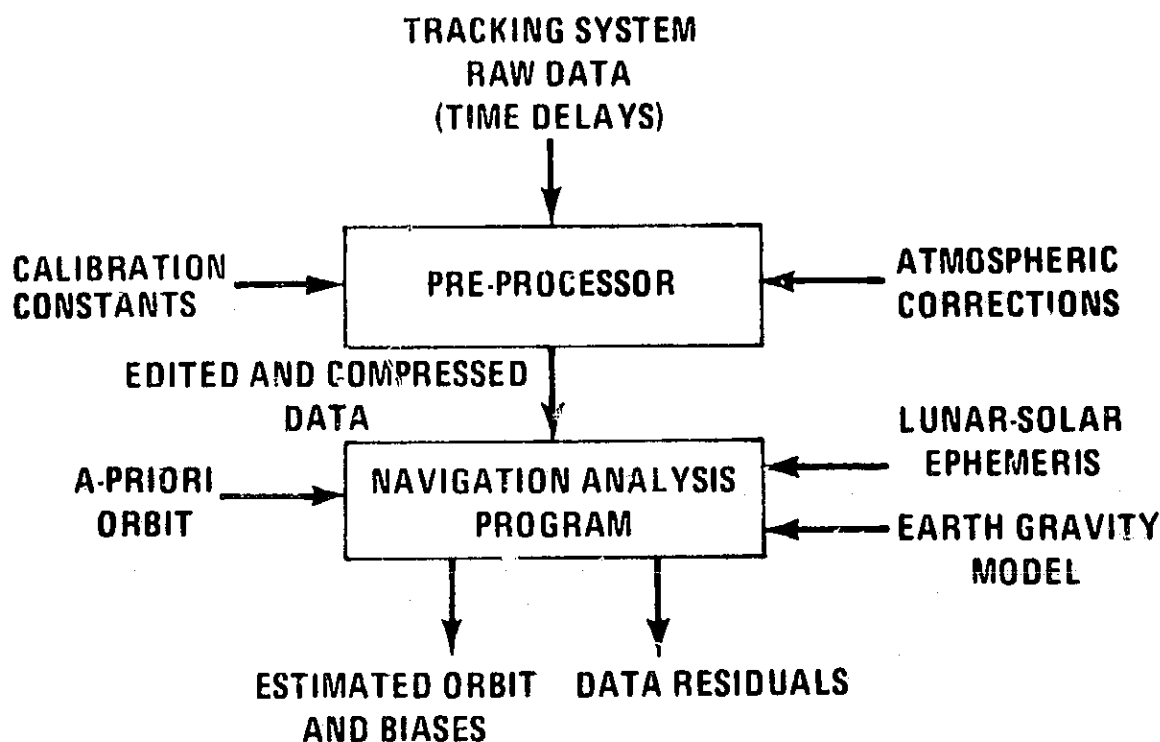 TRACKING SYSTEM
RAW DATA
(TIME DELAYS)
CALIBRATION
CONSTANTS
PRE-PROCESSOR
ATMOSPHERIC
CORRECTIONS
EDITED AND COMPRESSED
DATA
A-PRIORI
ORBIT
NAVIGATION ANALYSIS
PROGRAM
LUNAR-SOLAR
EPHEMERIS
EARTH GRAVITY
MODEL
ESTIMATED ORBIT
AND BIASES
DATA RESIDUALS